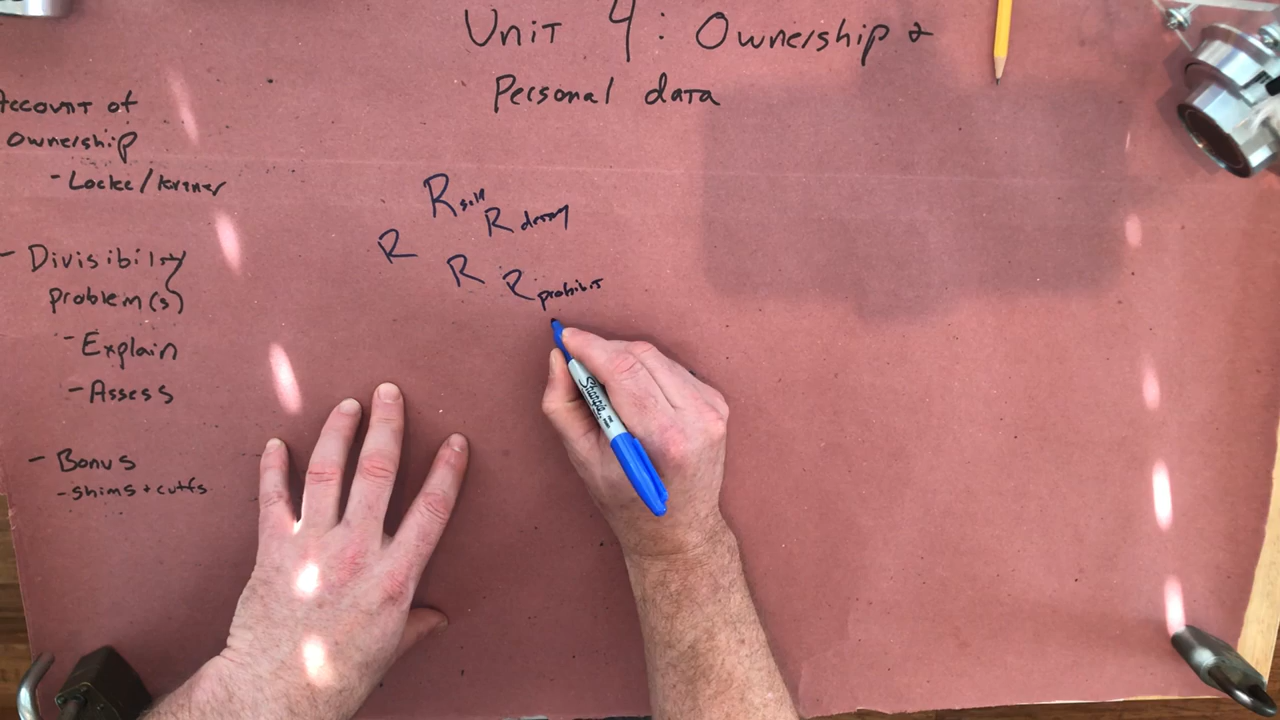 Unit 4: Ownership &
Personal data
Account of
ownership
- Locke/
- Divisibility
problem(s)
- Explain
- Assess
- Bonus
- shims + cuffs
R sell
R destroy
R
R
R prohibit
Sharpie